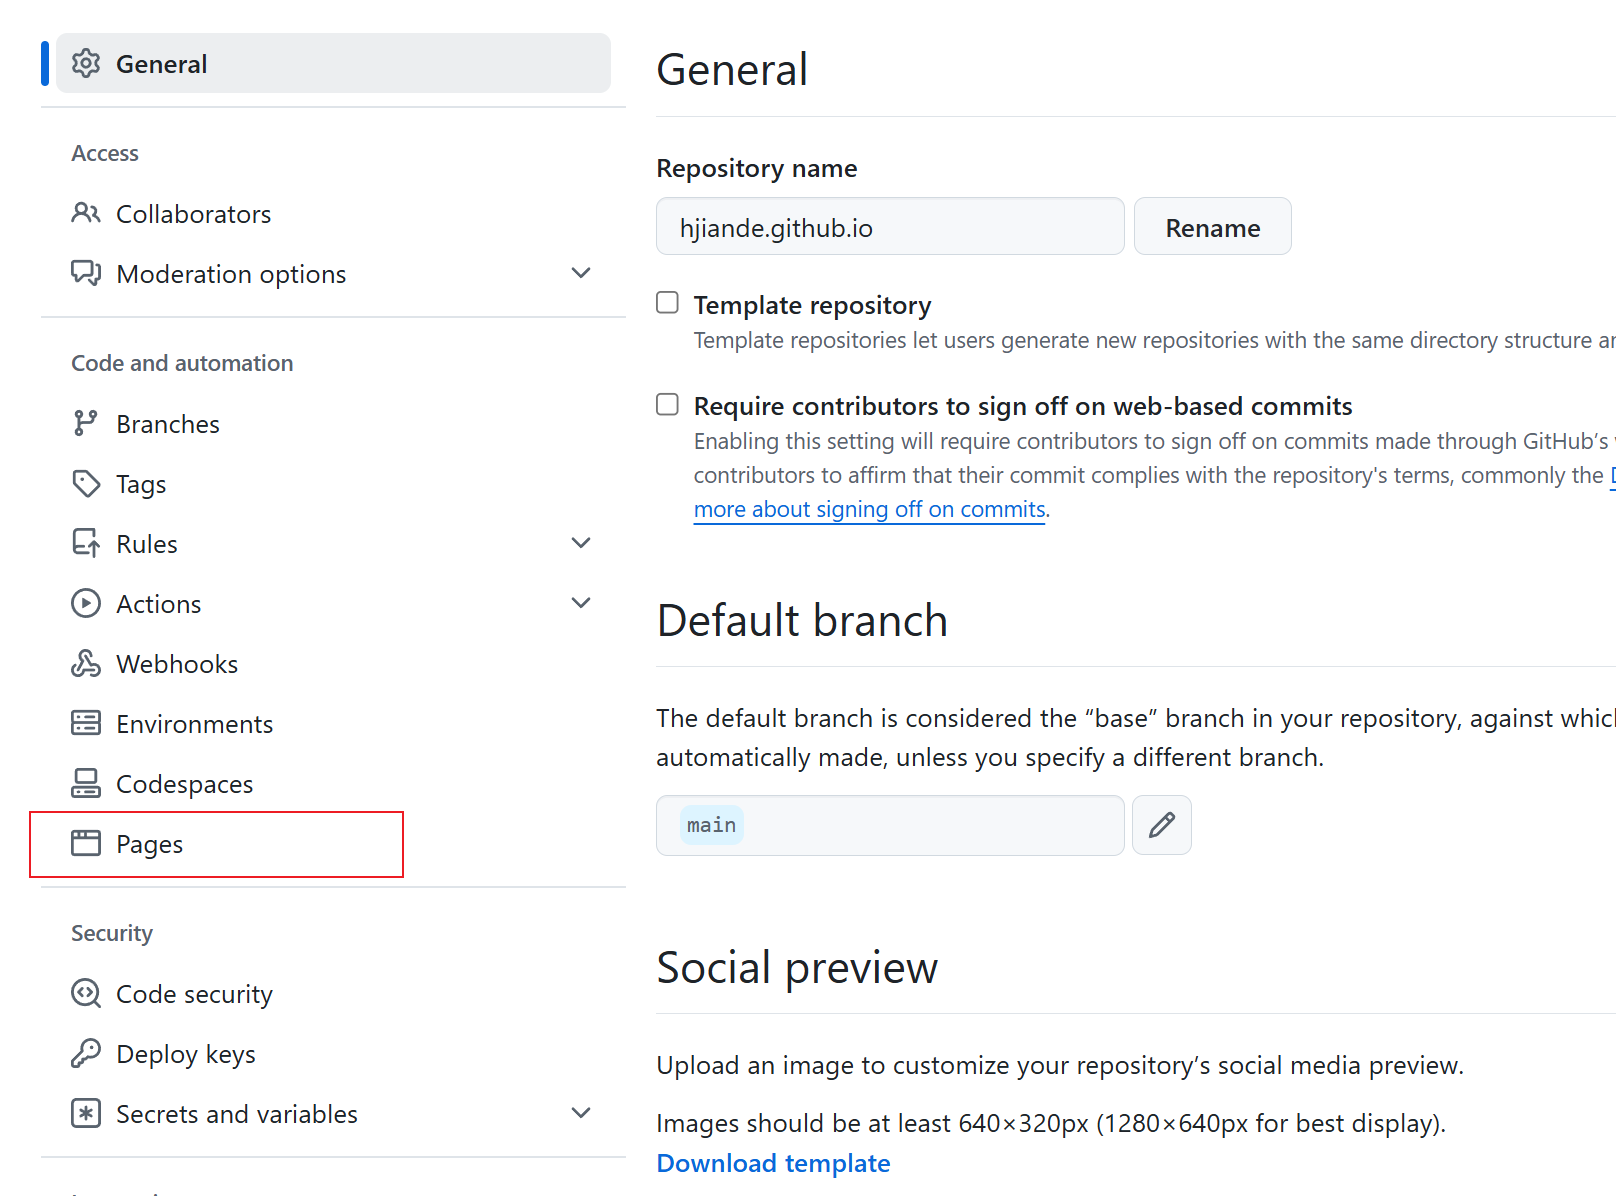 General
Access
Collaborators
Moderation options
Code and automation
Branches
Tags
Rules
Actions
Webhooks
Environments
Codespaces
Pages
Security
Code security
Deploy keys
Secrets and variables
General
Repository name
hjiande.github.io
Rename
Template repository
Template repositories let users generate new repositories with the same directory structure
Require contributors to sign off on web-based commits
Enabling this setting will require contributors to sign off on commits made through GitHub’s
contributors to affirm that their commit complies with the repository's terms, commonly the
more about signing off on commits.
Default branch
The default branch is considered the “base” branch in your repository, against
automatically made, unless you specify a different branch.
main
Social preview
Upload an image to customize your repository’s social media preview.
Images should be at least 640×320px (1280×640px for best display).
Download template